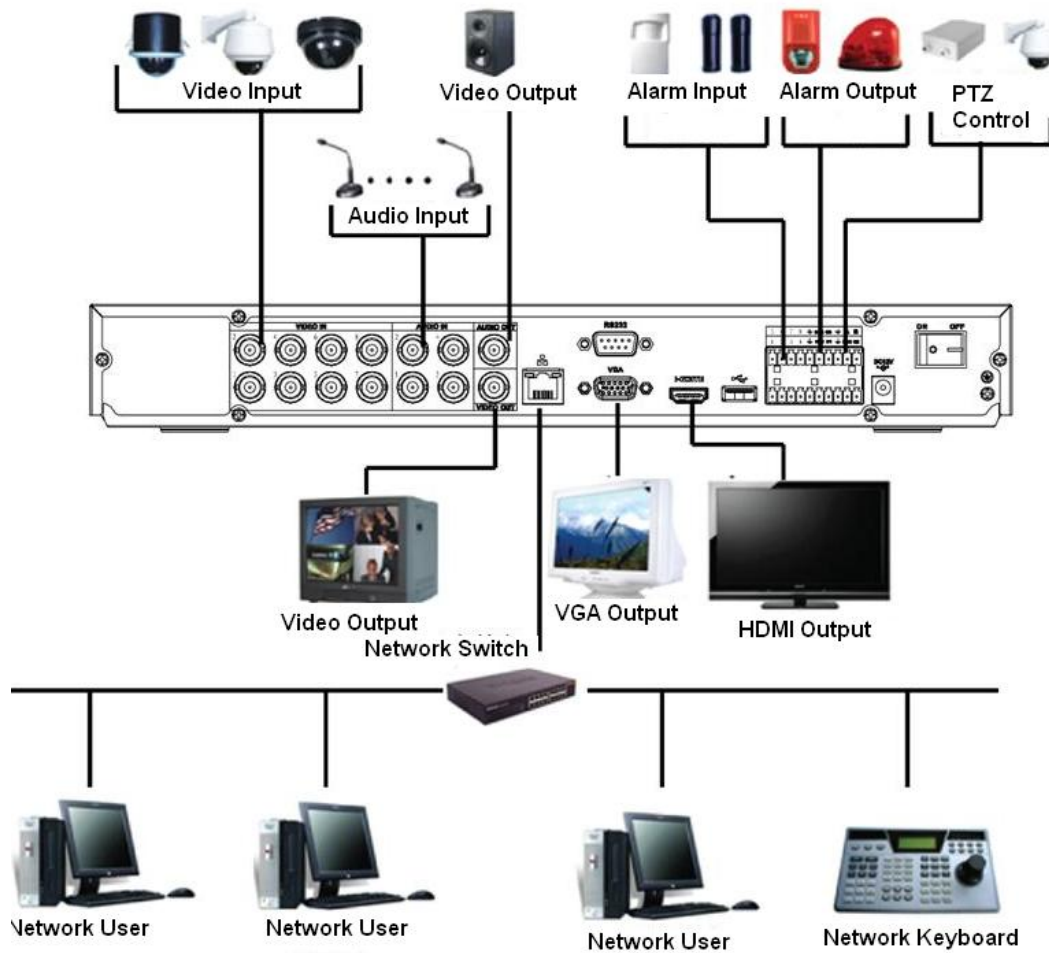 Video Input
Video Output
Alarm Input
Alarm Output
PTZ
Control
Audio Input
VIDEO IN
AUDIO IN
AUDIO OUT
RS232
ON OFF
VGA
HDMI
DC12V
VIDEO OUT
Video Output
VGA Output
HDMI Output
Network Switch
Network User
Network User
Network User
Network Keyboard